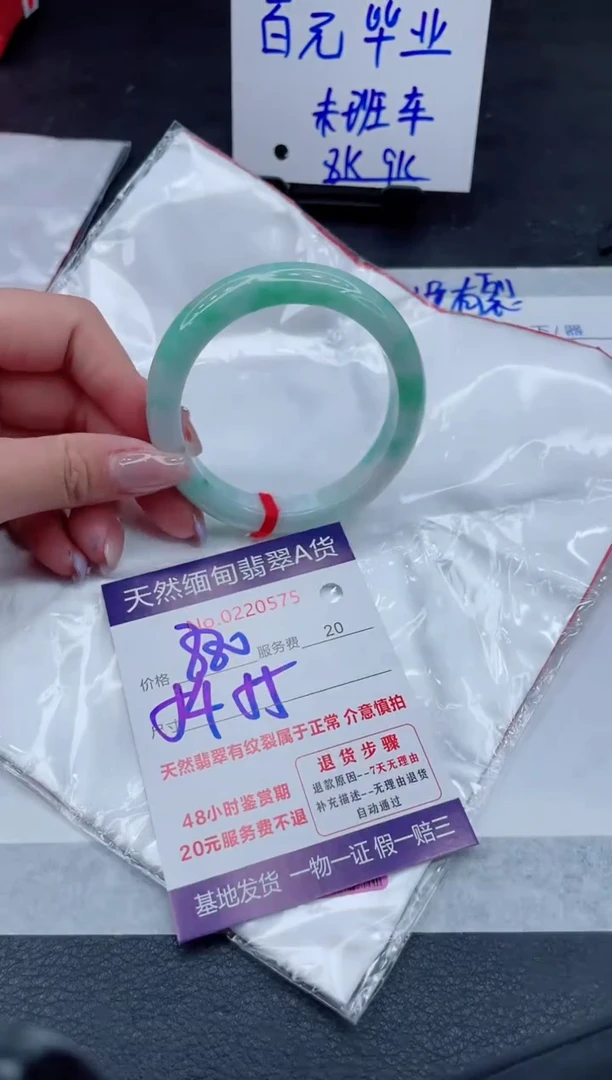 百元毕业
末班车
8K 9K
没有裂
天然缅甸翡翠A货
No.0220575
价格 880 服务费 20
尺寸
天然翡翠有纹裂属于正常 介意慎拍
48小时鉴赏期
20元服务费不退
退货步骤
退款原因--7天无理由
补充描述--无理由退货
自动通过
基地发货 一物一证 假一赔三